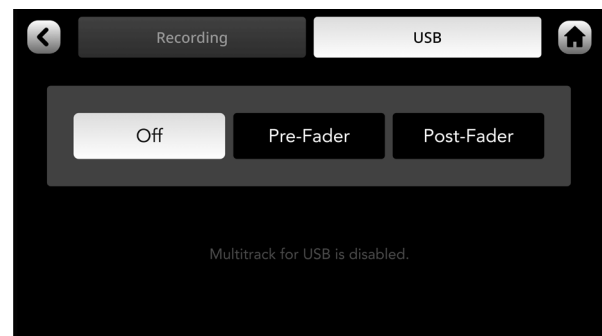 Recording USB
Off Pre-Fader Post-Fader
Multitrack for USB is disabled.